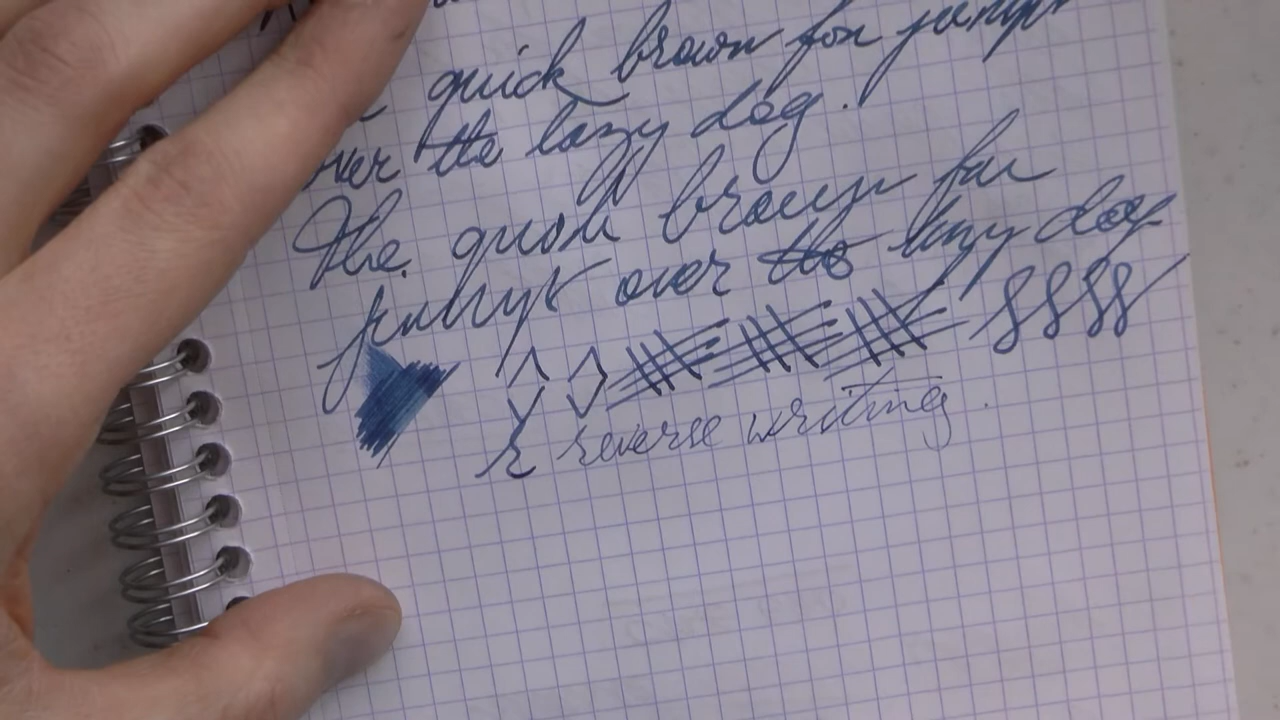 quick brown fox jumps
over the lazy dog.
The quick brown fox
jumps over the lazy dog
reverse writing.